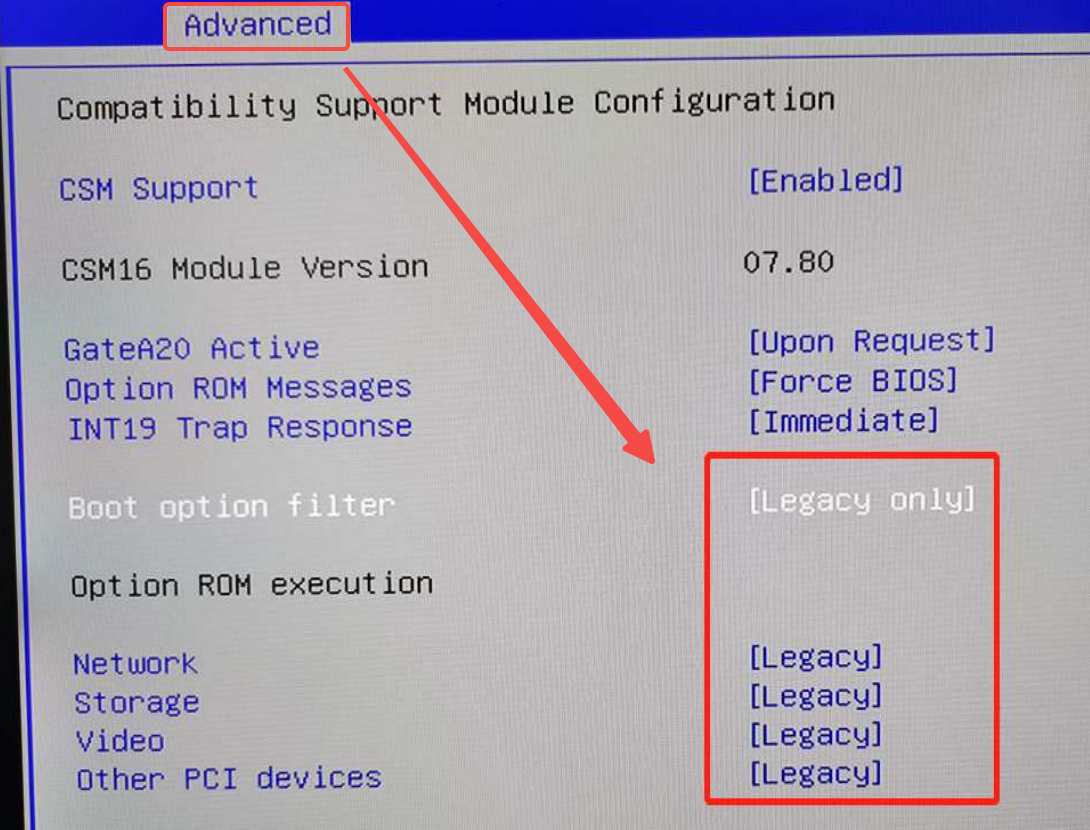 Advanced
Compatibility Support Module Configuration
CSM Support [Enabled]
CSM16 Module Version 07.80
GateA20 Active [Upon Request]
Option ROM Messages [Force BIOS]
INT19 Trap Response [Immediate]
Boot option filter [Legacy only]
Option ROM execution
Network [Legacy]
Storage [Legacy]
Video [Legacy]
Other PCI devices [Legacy]